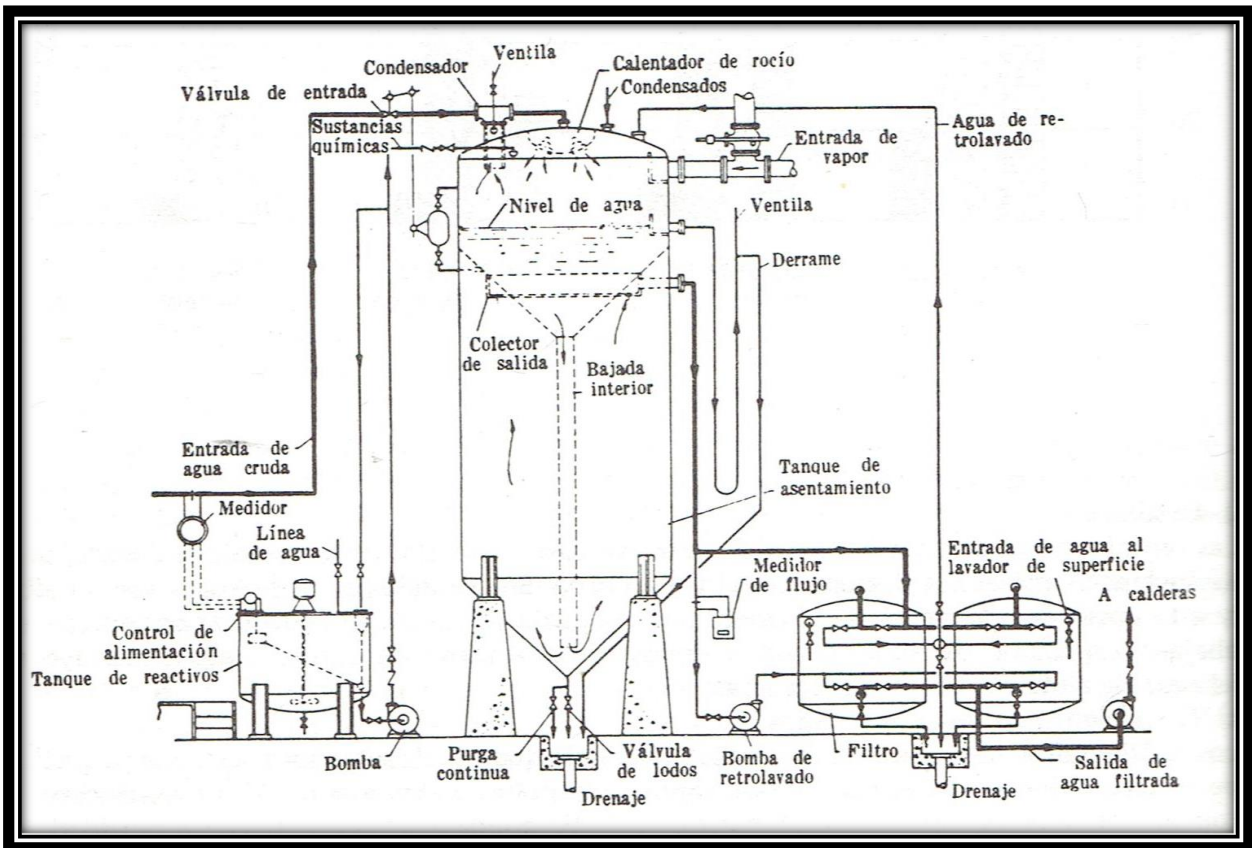 Ventila
Condensador
Calentador de rocío
Condensados
Válvula de entrada
Sustancias
químicas
Agua de re-
trolavado
Entrada de
vapor
Nivel de agua
Ventila
Derrame
Colector
de salida
Bajada
interior
Entrada de
agua cruda
Medidor
Línea
de agua
Tanque de
asentamiento
Medidor
de flujo
Entrada de agua al
lavador de superficie
A calderas
Control de
alimentación
Tanque de reactivos
Bomba
Purga
continua
Válvula
de lodos
Drenaje
Bomba de
retrolavado
Filtro
Drenaje
Salida de
agua filtrada